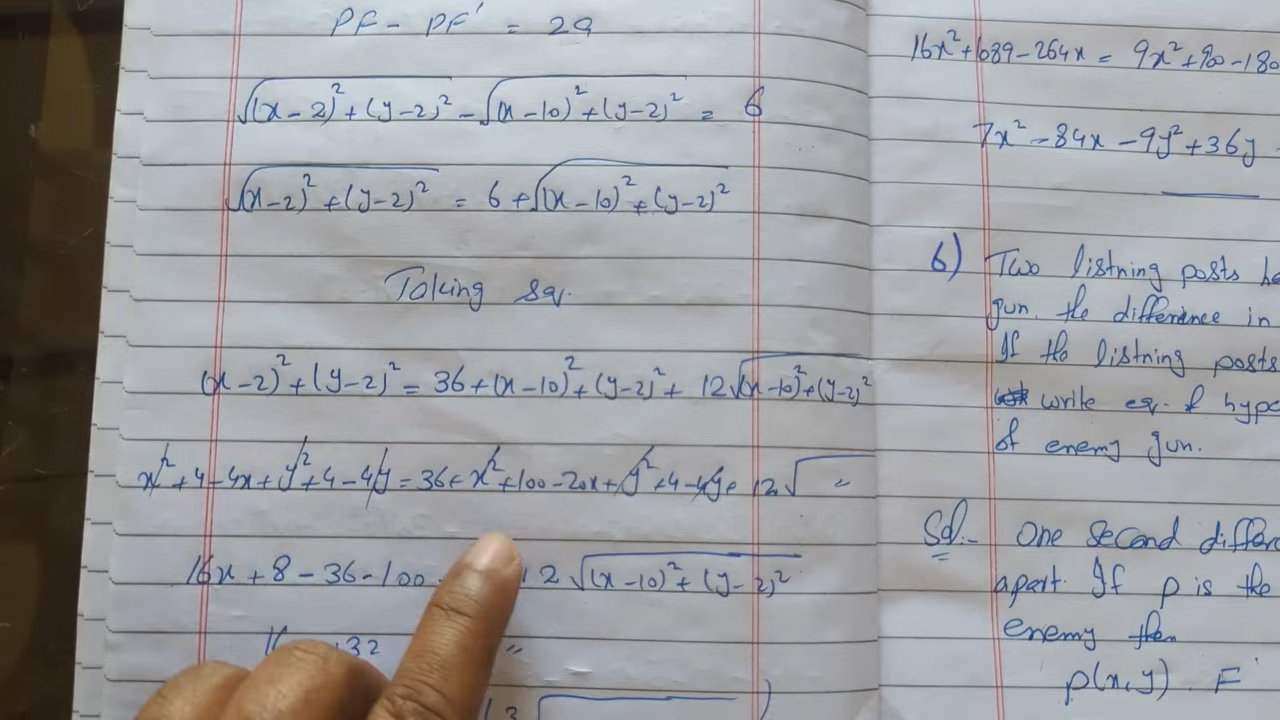 PF - PF' = 2a
√(x-2)² + (y-2)² - √(x-10)² + (y-2)² = 6
√(x-2)² + (y-2)² = 6 + √(x-10)² + (y-2)²
Taking sq.
(x-2)² + (y-2)² = 36 + (x-10)² + (y-2)² + 12√(x-10)² + (y-2)²
x² + 4 - 4x + y² + 4 - 4y = 36 + x² + 100 - 20x + y² + 4 - 4y + 12√ "
16x + 8 - 36 - 100 12√(x-10)² + (y-2)²
132 "
16x² + 1089 - 264x = 9x² + 90 - 180
7x² - 84x - 9y² + 36y
6) Two listning posts
gun. the difference in
If the listning posts
write eq. of
of enemy gun.
Sol:- One second
apart. If p is the
enemy then
p(x,y). F